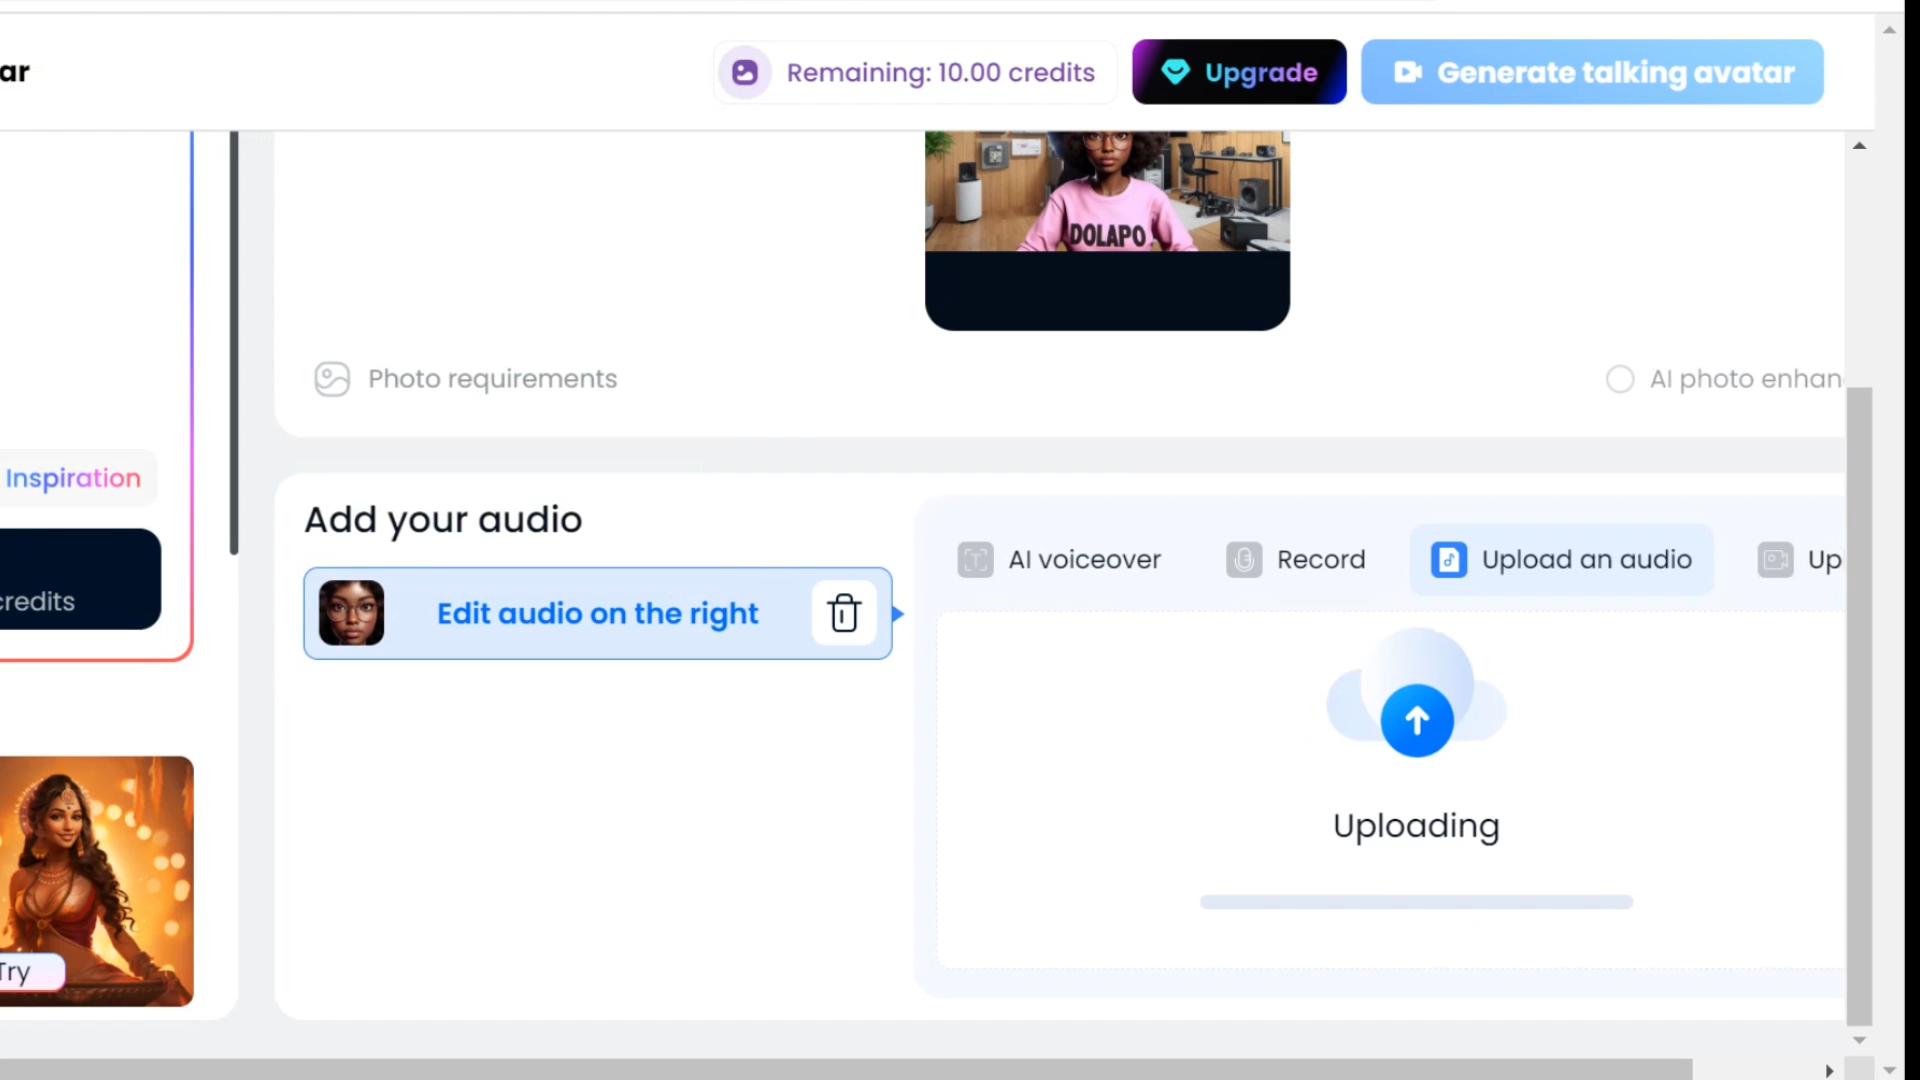 ar
Remaining: 10.00 credits
Upgrade
Generate talking avatar
DOLAPO
Photo requirements
AI photo enhan
Inspiration
credits
Add your audio
Edit audio on the right
AI voiceover
Record
Upload an audio
Up
Uploading
Try